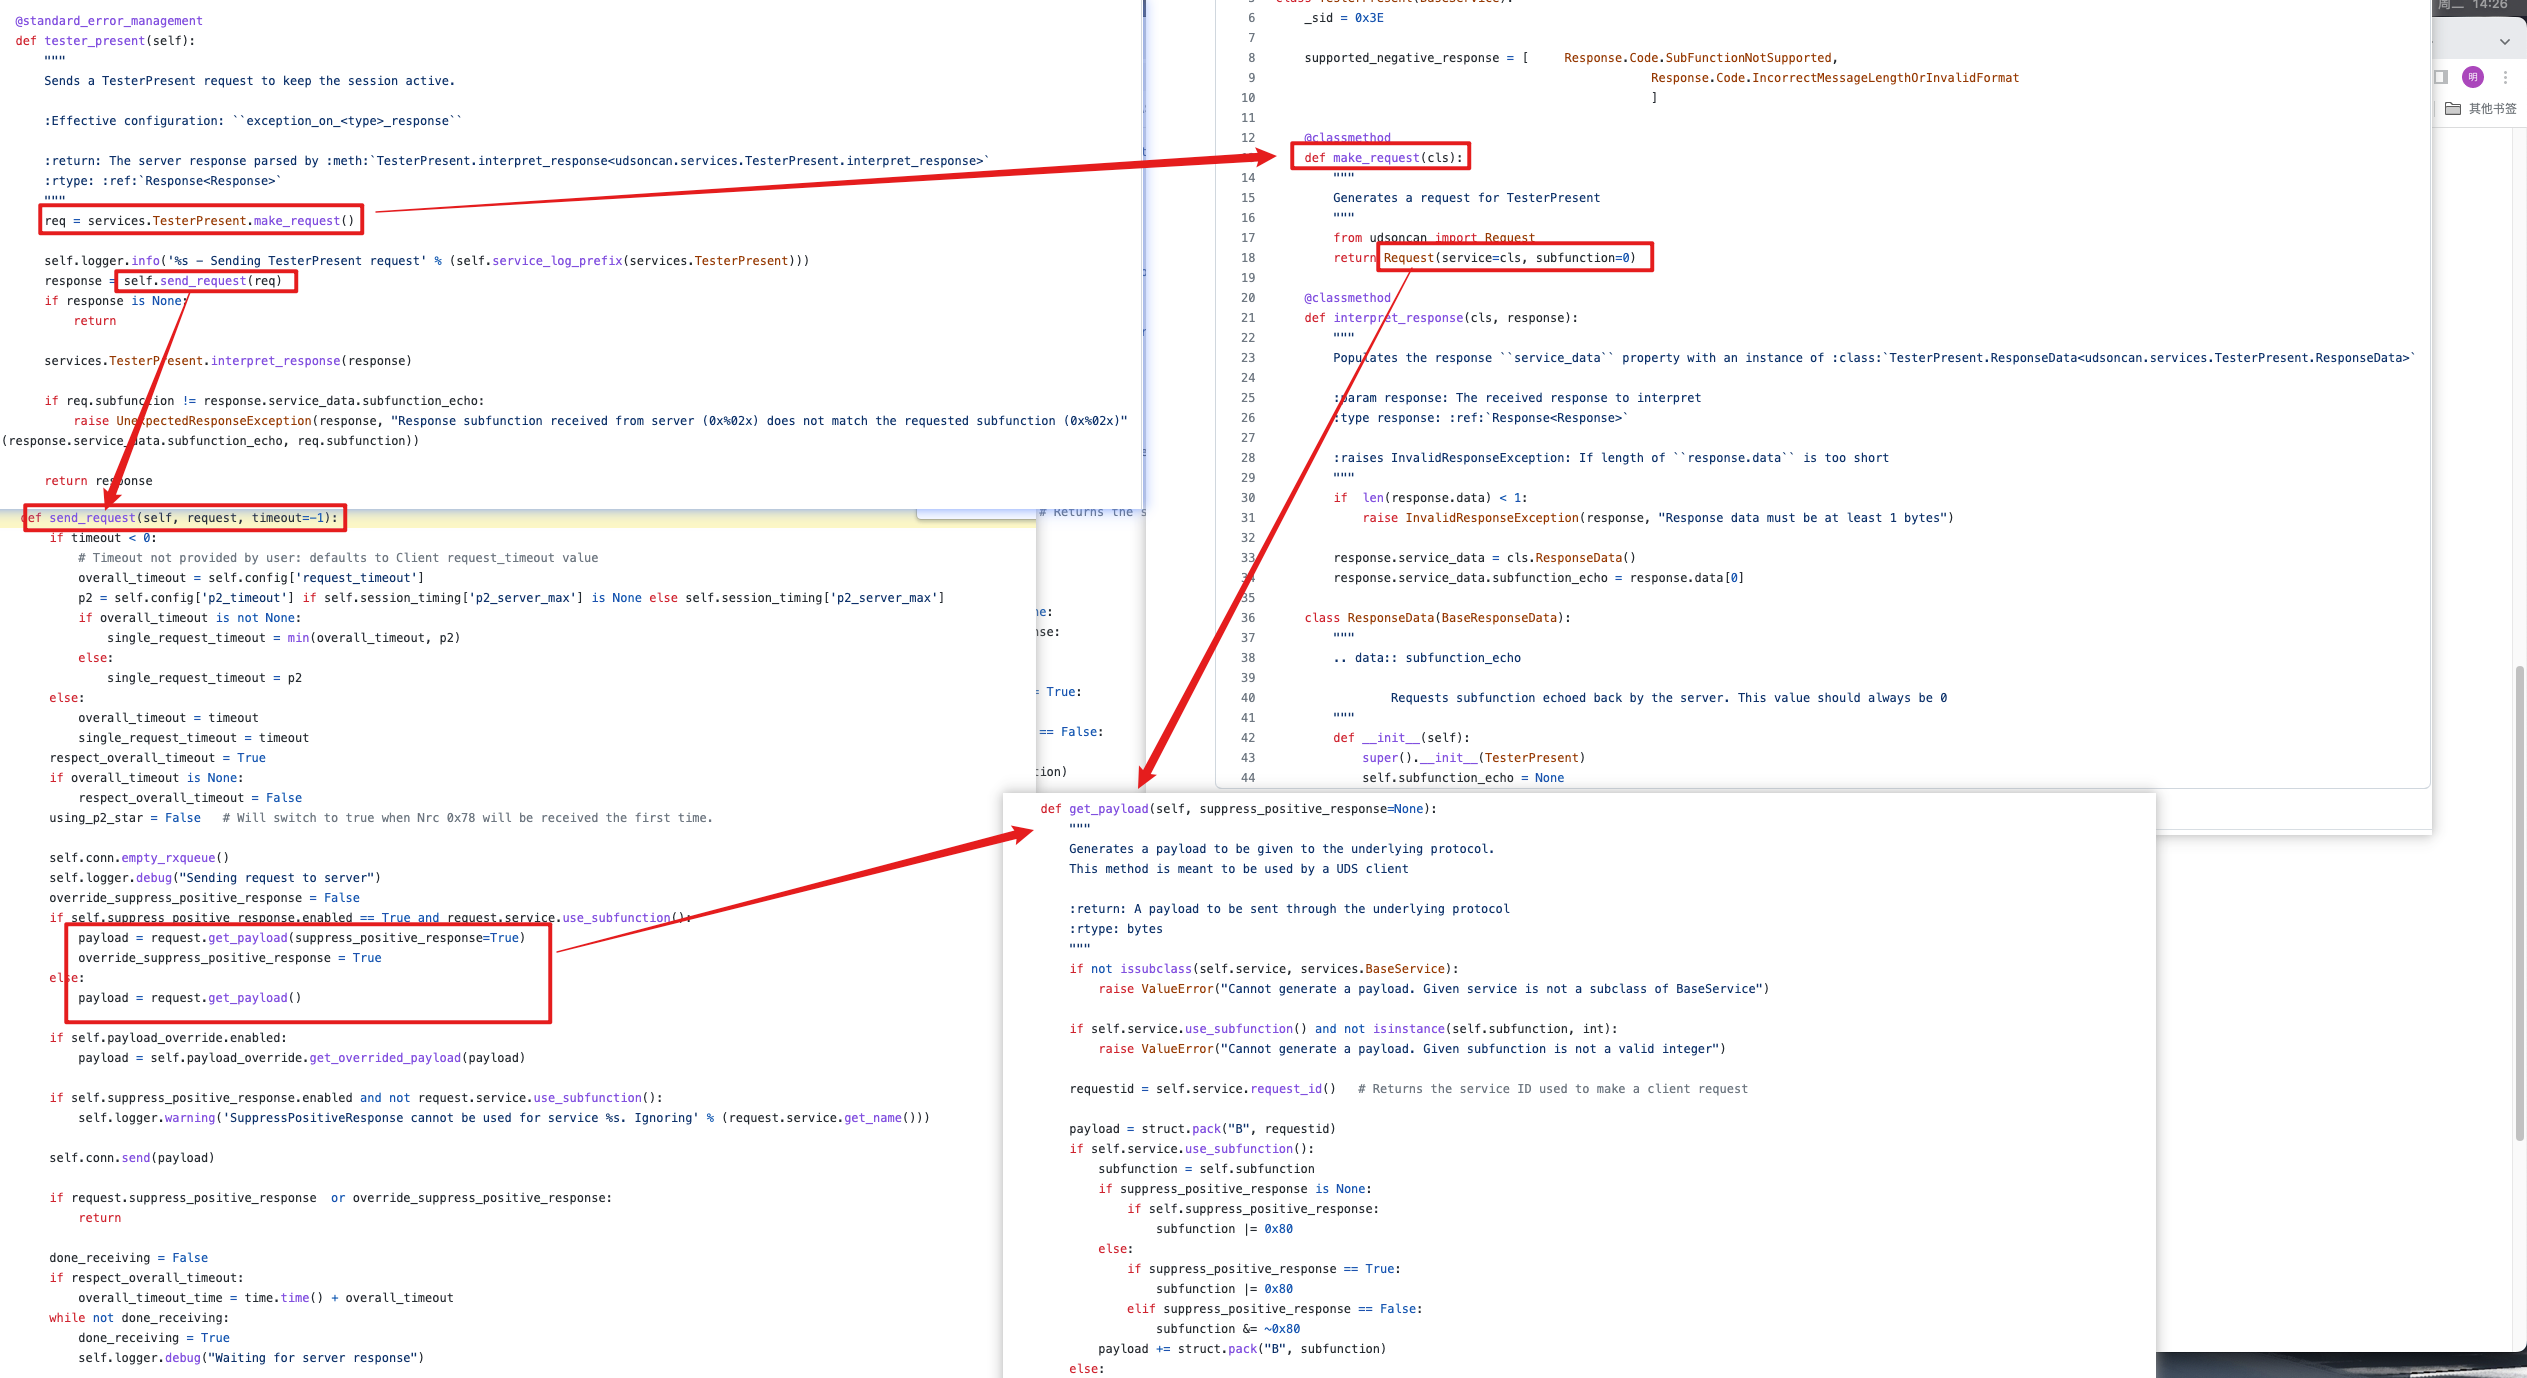 @standard_error_management
def tester_present(self):
"""
Sends a TesterPresent request to keep the session active.
:Effective configuration: ``exception_on_<type>_response``
:return: The server response parsed by :meth:`TesterPresent.interpret_response<udsoncan.services.TesterPresent.interpret_response>`
:rtype: :ref:`Response<Response>`
"""
req = services.TesterPresent.make_request()
self.logger.info('%s - Sending TesterPresent request' % (self.service_log_prefix(services.TesterPresent)))
response = self.send_request(req)
if response is None:
return
services.TesterPresent.interpret_response(response)
if req.subfunction != response.service_data.subfunction_echo:
raise UnexpectedResponseException(response, "Response subfunction received from server (0x%02x) does not match the requested subfunction (0x%02x)"
(response.service_data.subfunction_echo, req.subfunction))
return response
def send_request(self, request, timeout=-1):
if timeout < 0:
# Timeout not provided by user: defaults to Client request_timeout value
overall_timeout = self.config['request_timeout']
p2 = self.config['p2_timeout'] if self.session_timing['p2_server_max'] is None else self.session_timing['p2_server_max']
if overall_timeout is not None:
single_request_timeout = min(overall_timeout, p2)
else:
single_request_timeout = p2
else:
overall_timeout = timeout
single_request_timeout = timeout
respect_overall_timeout = True
if overall_timeout is None:
respect_overall_timeout = False
using_p2_star = False # Will switch to true when Nrc 0x78 will be received the first time.
self.conn.empty_rxqueue()
self.logger.debug("Sending request to server")
override_suppress_positive_response = False
if self.suppress_positive_response.enabled == True and request.service.use_subfunction():
payload = request.get_payload(suppress_positive_response=True)
override_suppress_positive_response = True
else:
payload = request.get_payload()
if self.payload_override.enabled:
payload = self.payload_override.get_overrided_payload(payload)
if self.suppress_positive_response.enabled and not request.service.use_subfunction():
self.logger.warning('SuppressPositiveResponse cannot be used for service %s. Ignoring' % (request.service.get_name()))
self.conn.send(payload)
if request.suppress_positive_response or override_suppress_positive_response:
return
done_receiving = False
if respect_overall_timeout:
overall_timeout_time = time.time() + overall_timeout
while not done_receiving:
done_receiving = True
self.logger.debug("Waiting for server response")
# Returns the s
ne:
nse:
= True:
== False:
tion)
6 _sid = 0x3E
7
8 supported_negative_response = [ Response.Code.SubFunctionNotSupported,
9 Response.Code.IncorrectMessageLengthOrInvalidFormat
10 ]
11
12 @classmethod
def make_request(cls):
14 """
15 Generates a request for TesterPresent
16 """
17 from udsoncan import Request
18 return Request(service=cls, subfunction=0)
19
20 @classmethod
21 def interpret_response(cls, response):
22 """
23 Populates the response ``service_data`` property with an instance of :class:`TesterPresent.ResponseData<udsoncan.services.TesterPresent.ResponseData>`
24
25 :param response: The received response to interpret
26 :type response: :ref:`Response<Response>`
27
28 :raises InvalidResponseException: If length of ``response.data`` is too short
29 """
30 if len(response.data) < 1:
31 raise InvalidResponseException(response, "Response data must be at least 1 bytes")
32
33 response.service_data = cls.ResponseData()
34 response.service_data.subfunction_echo = response.data[0]
35
36 class ResponseData(BaseResponseData):
37 """
38 .. data:: subfunction_echo
39
40 Requests subfunction echoed back by the server. This value should always be 0
41 """
42 def __init__(self):
43 super().__init__(TesterPresent)
44 self.subfunction_echo = None
def get_payload(self, suppress_positive_response=None):
"""
Generates a payload to be given to the underlying protocol.
This method is meant to be used by a UDS client
:return: A payload to be sent through the underlying protocol
:rtype: bytes
"""
if not issubclass(self.service, services.BaseService):
raise ValueError("Cannot generate a payload. Given service is not a subclass of BaseService")
if self.service.use_subfunction() and not isinstance(self.subfunction, int):
raise ValueError("Cannot generate a payload. Given subfunction is not a valid integer")
requestid = self.service.request_id() # Returns the service ID used to make a client request
payload = struct.pack("B", requestid)
if self.service.use_subfunction():
subfunction = self.subfunction
if suppress_positive_response is None:
if self.suppress_positive_response:
subfunction |= 0x80
else:
if suppress_positive_response == True:
subfunction |= 0x80
elif suppress_positive_response == False:
subfunction &= ~0x80
payload += struct.pack("B", subfunction)
else:
周二 14:26
明
其他书签